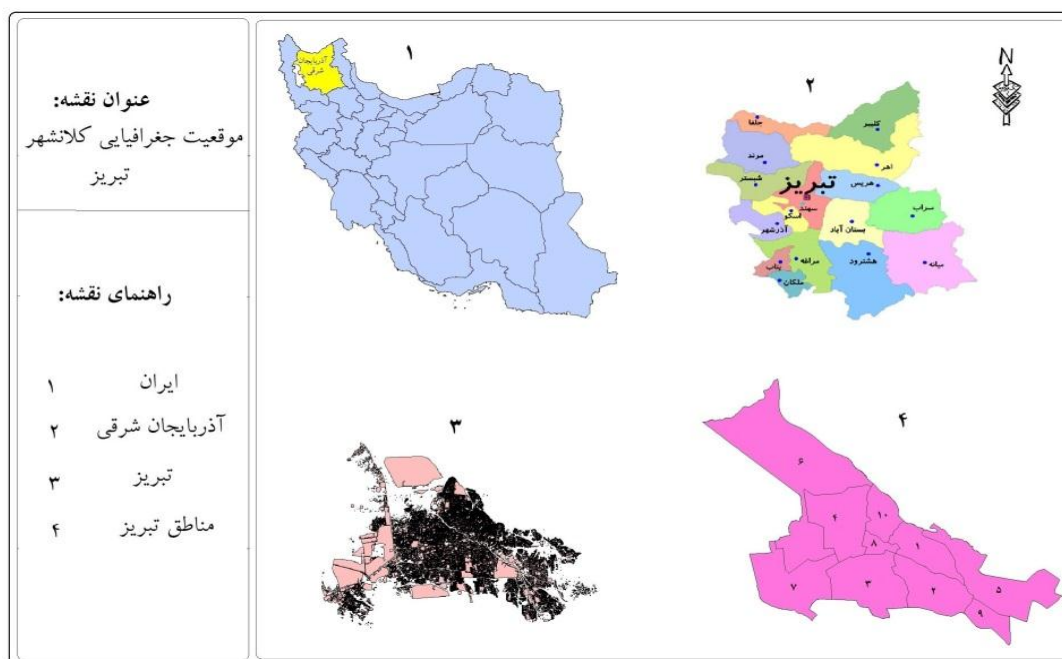 عنوان نقشه:
موقعیت جغرافیایی کلانشهر
تبریز
راهنمای نقشه:
ایران ۱
آذربایجان شرقی ۲
تبریز ۳
مناطق تبریز ۴
۱
آذربایجان
شرقی
۲
N
جلفا
کلیبر
مرند
اهر
شبستر
تبریز
هریس
سهند
اسکو
سراب
آذرشهر
بستان آباد
هشترود
میانه
مراغه
بناب
ملکان
۳
۴
۶
۴
۱۰
۸
۱
۷
۳
۲
۵
۹